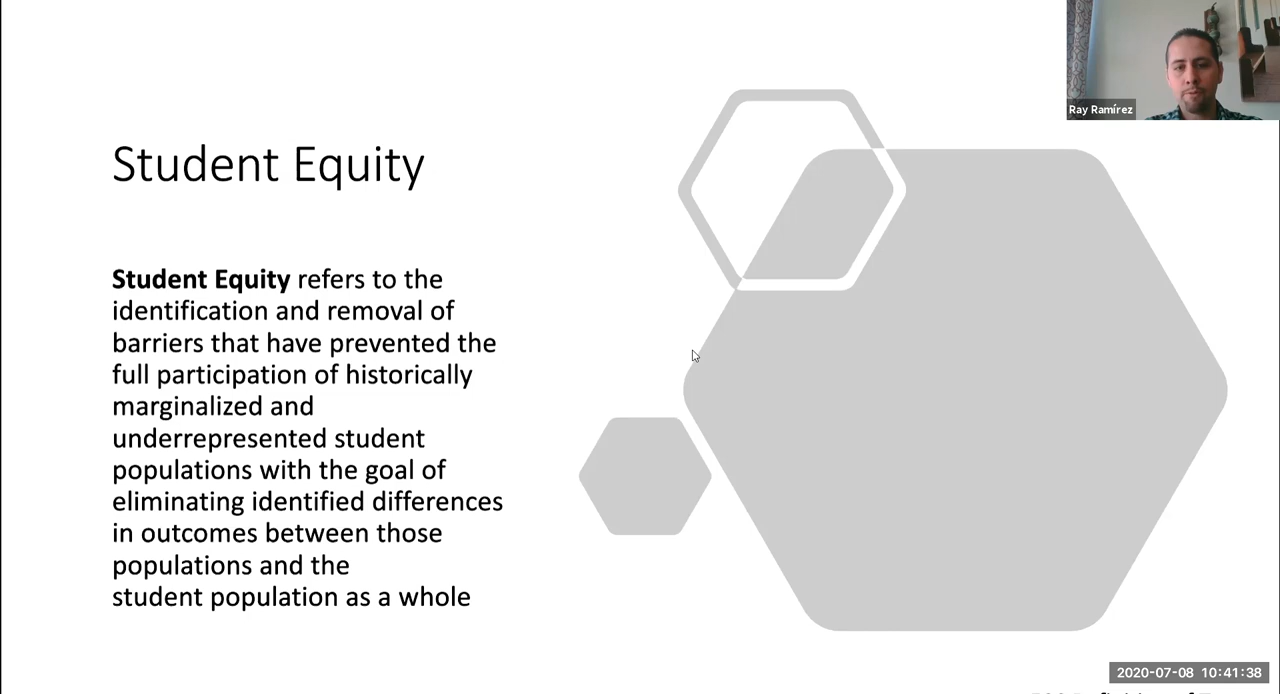 Ray Ramírez
Student Equity
Student Equity refers to the
identification and removal of
barriers that have prevented the
full participation of historically
marginalized and
underrepresented student
populations with the goal of
eliminating identified differences
in outcomes between those
populations and the
student population as a whole
2020-07-08 10:41:38